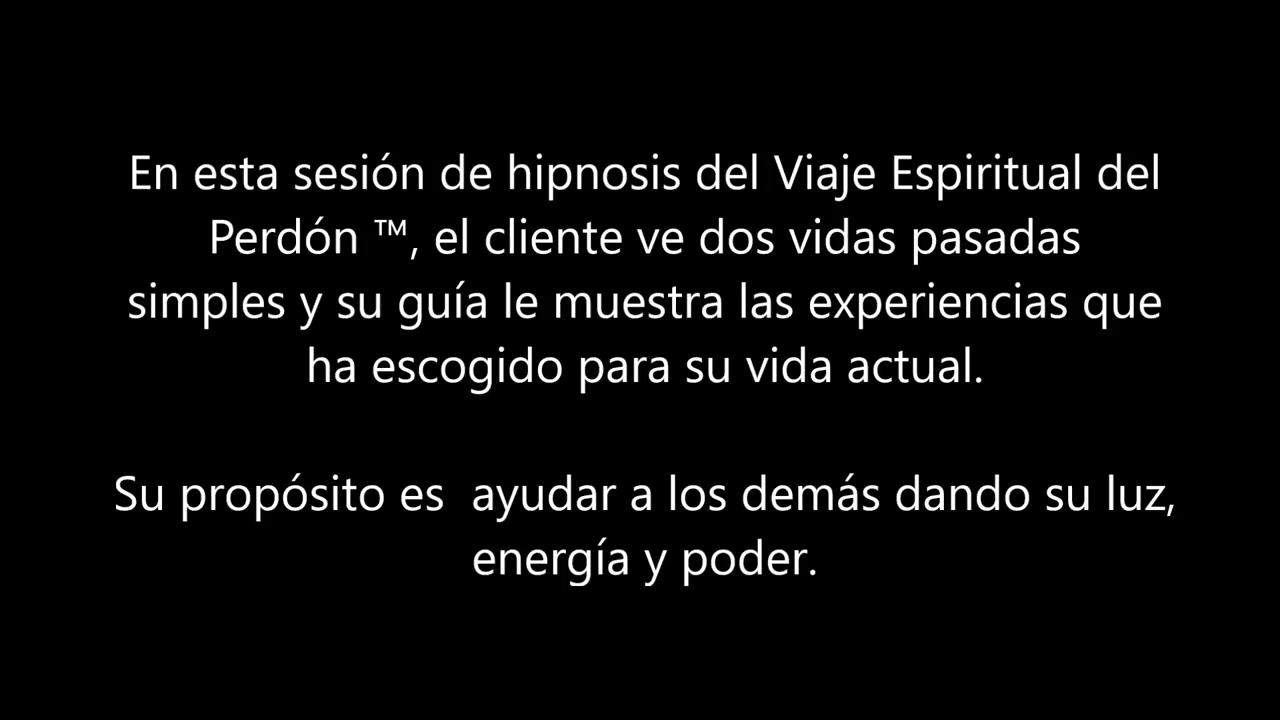 En esta sesión de hipnosis del Viaje Espiritual del
Perdón ™, el cliente ve dos vidas pasadas
simples y su guía le muestra las experiencias que
ha escogido para su vida actual.
Su propósito es  ayudar a los demás dando su luz,
energía y poder.